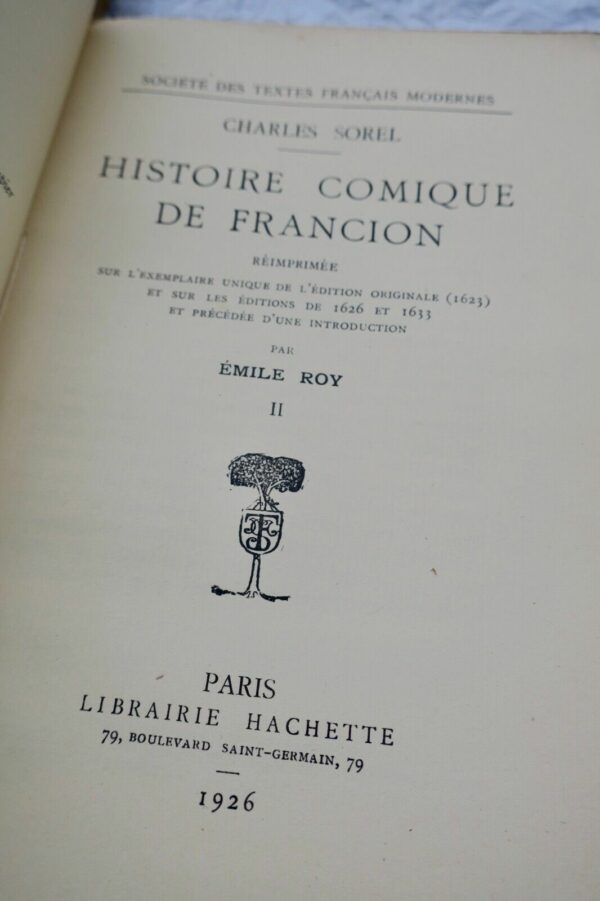 SOCIÉTÉ DES TEXTES FRANÇAIS MODERNES
CHARLES SOREL
HISTOIRE COMIQUE
DE FRANCION
RÉIMPRIMÉE
SUR L'EXEMPLAIRE UNIQUE DE L'ÉDITION ORIGINALE (1623)
ET SUR LES ÉDITIONS DE 1626 ET 1633
ET PRÉCÉDÉE D'UNE INTRODUCTION
PAR
ÉMILE ROY
II
PARIS
LIBRAIRIE HACHETTE
79, BOULEVARD SAINT-GERMAIN, 79
1926